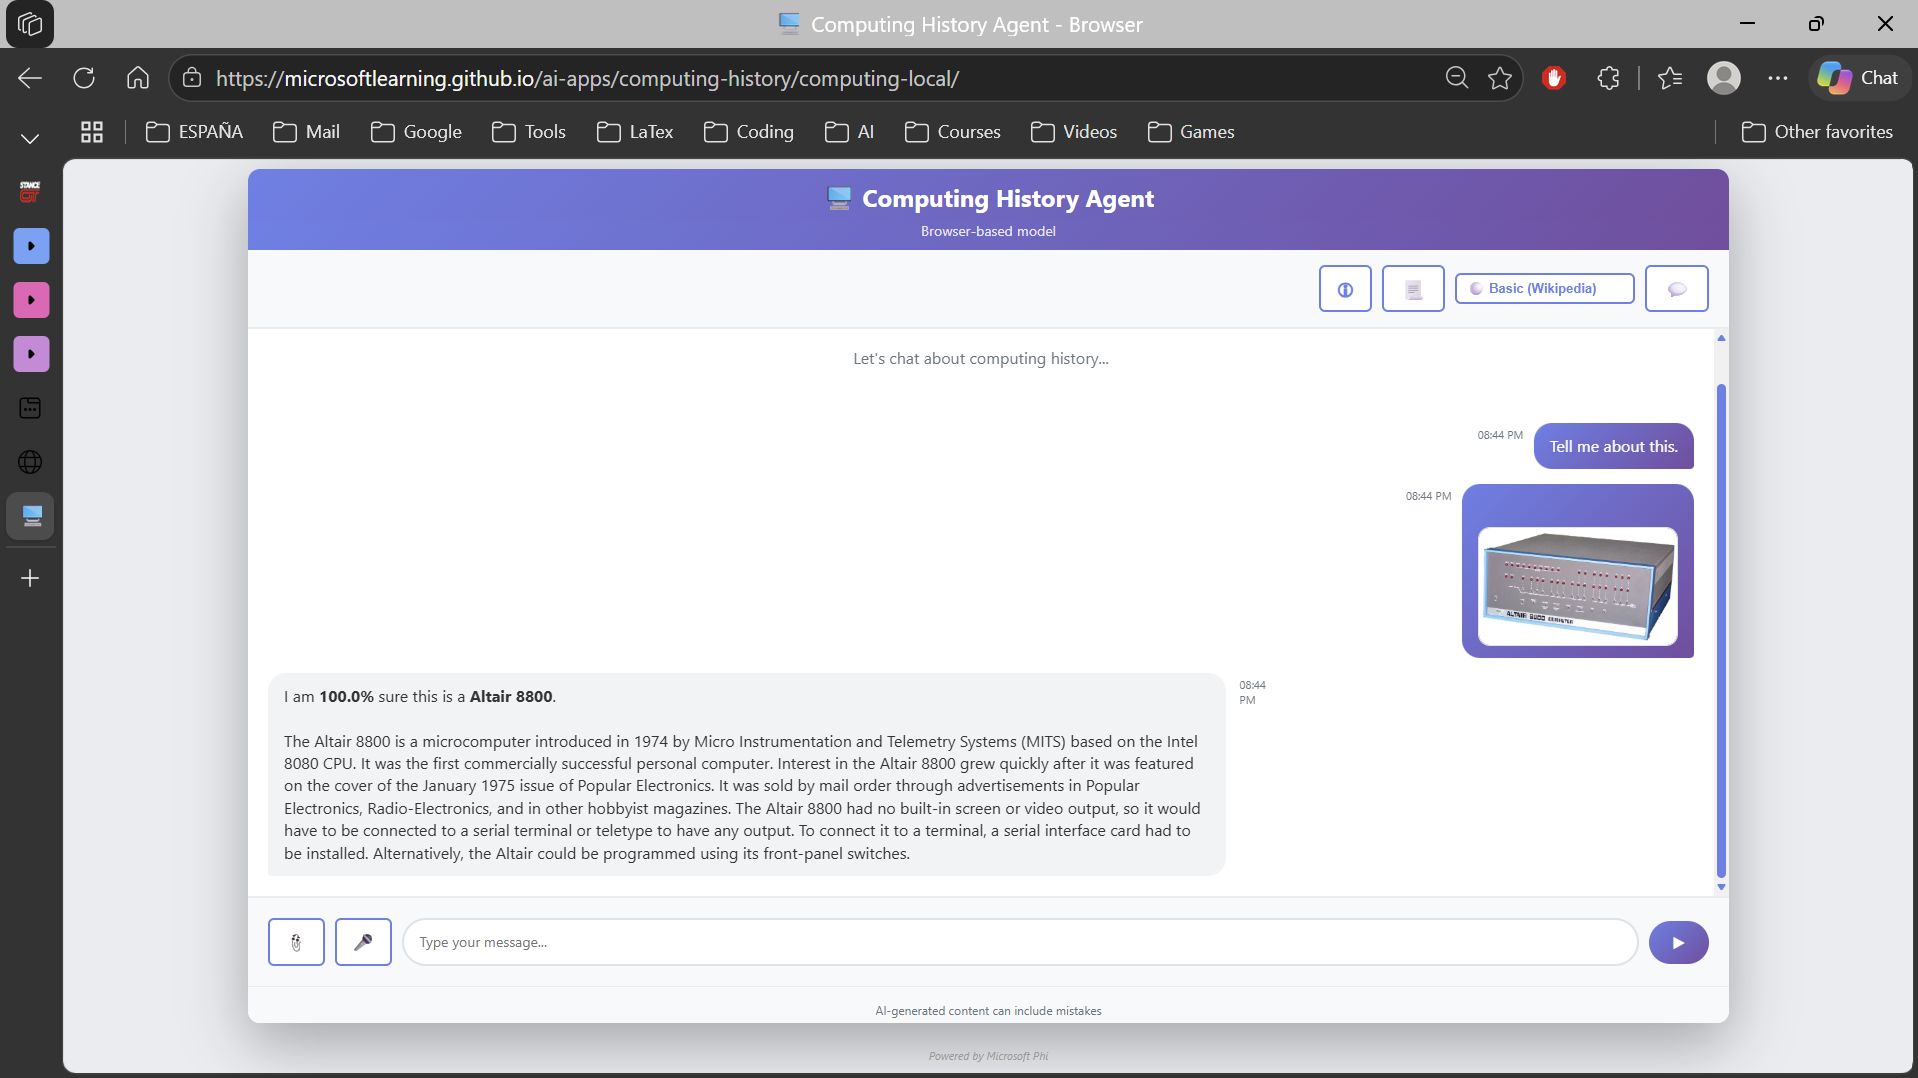 Computing History Agent - Browser
https://microsoftlearning.github.io/ai-apps/computing-history/computing-local/
Chat
ESPAÑA
Mail
Google
Tools
LaTex
Coding
AI
Courses
Videos
Games
Other favorites
STANCE
Computing History Agent
Browser-based model
Basic (Wikipedia)
Let's chat about computing history...
08:44 PM
Tell me about this.
08:44 PM
ALTAIR 8800 COMPUTER
I am 100.0% sure this is a Altair 8800.
08:44
PM
The Altair 8800 is a microcomputer introduced in 1974 by Micro Instrumentation and Telemetry Systems (MITS) based on the Intel
8080 CPU. It was the first commercially successful personal computer. Interest in the Altair 8800 grew quickly after it was featured
on the cover of the January 1975 issue of Popular Electronics. It was sold by mail order through advertisements in Popular
Electronics, Radio-Electronics, and in other hobbyist magazines. The Altair 8800 had no built-in screen or video output, so it would
have to be connected to a serial terminal or teletype to have any output. To connect it to a terminal, a serial interface card had to
be installed. Alternatively, the Altair could be programmed using its front-panel switches.
Type your message...
AI-generated content can include mistakes
Powered by Microsoft Phi